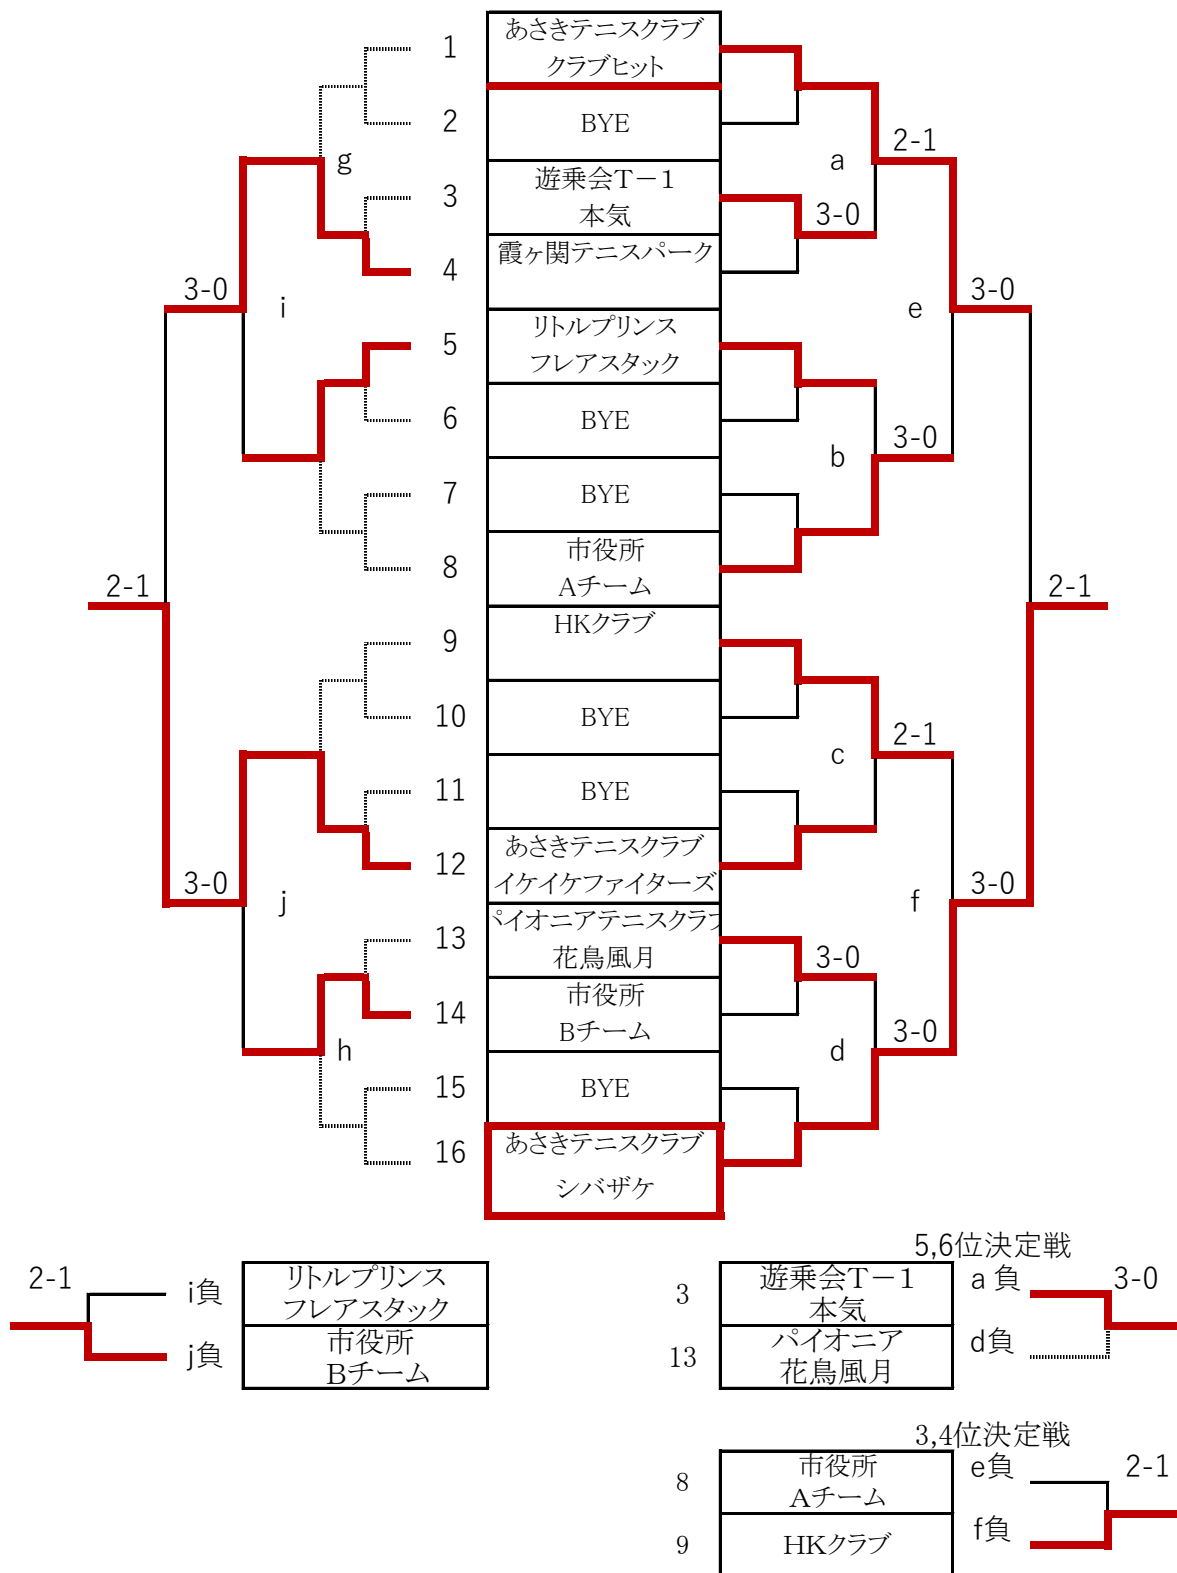 1
あさきテニスクラブ
クラブヒット
2
BYE
2-1
g
a
3
遊乗会T－1
本気
3-0
4
霞ヶ関テニスパーク
3-0
i
e
3-0
5
リトルプリンス
フレアスタック
6
BYE
b
3-0
7
BYE
8
市役所
Aチーム
2-1
2-1
9
HKクラブ
10
BYE
c
2-1
11
BYE
12
あさきテニスクラブ
イケイケファイターズ
3-0
j
f
3-0
13
パイオニアテニスクラブ
花鳥風月
3-0
14
市役所
Bチーム
h
d
3-0
15
BYE
16
あさきテニスクラブ
シバザケ
5,6位決定戦
2-1
i負
リトルプリンス
フレアスタック
j負
市役所
Bチーム
3
遊乗会T－1
本気
a 負
3-0
13
パイオニア
花鳥風月
d負
3,4位決定戦
8
市役所
Aチーム
e負
2-1
9
HKクラブ
f負